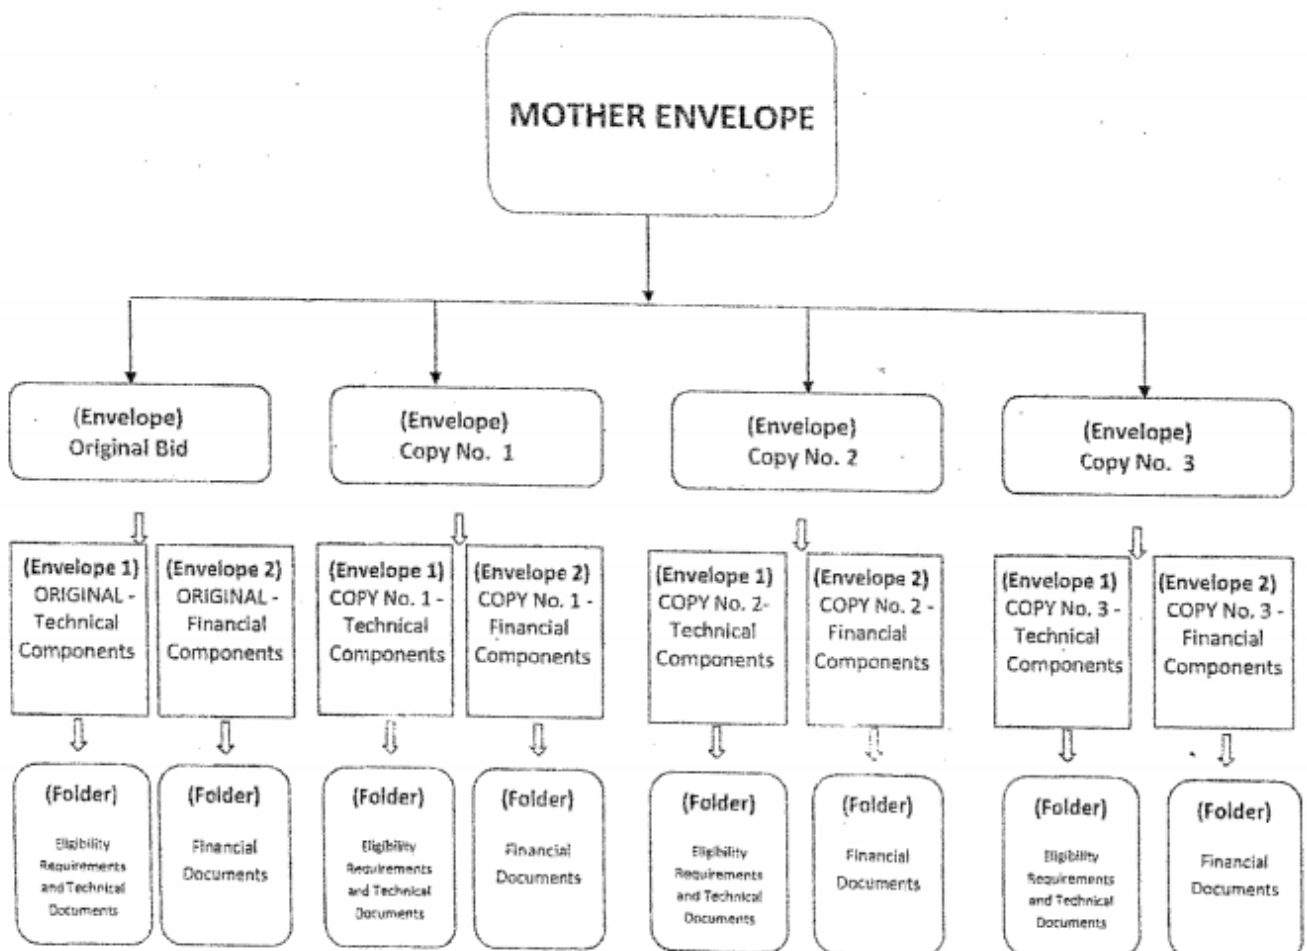 MOTHER ENVELOPE
(Envelope)
Original Bid
(Envelope)
Copy No. 1
(Envelope)
Copy No. 2
(Envelope)
Copy No. 3
(Envelope 1)
ORIGINAL -
Technical
Components
(Envelope 2)
ORIGINAL -
Financial
Components
(Envelope 1)
COPY No. 1 -
Technical
Components
(Envelope 2)
COPY No. 1 -
Financial
Components
(Envelope 1)
COPY No. 2-
Technical
Components
(Envelope 2)
COPY No. 2 -
Financial
Components
(Envelope 1)
COPY No. 3 -
Technical
Components
(Envelope 2)
COPY No. 3 -
Financial
Components
(Folder)
Eligibility
Requirements
and Technical
Documents
(Folder)
Financial
Documents
(Folder)
Eligibility
Requirements
and Technical
Documents
(Folder)
Financial
Documents
(Folder)
Eligibility
Requirements
and Technical
Documents
(Folder)
Financial
Documents
(Folder)
Eligibility
Requirements
and Technical
Documents
(Folder)
Financial
Documents